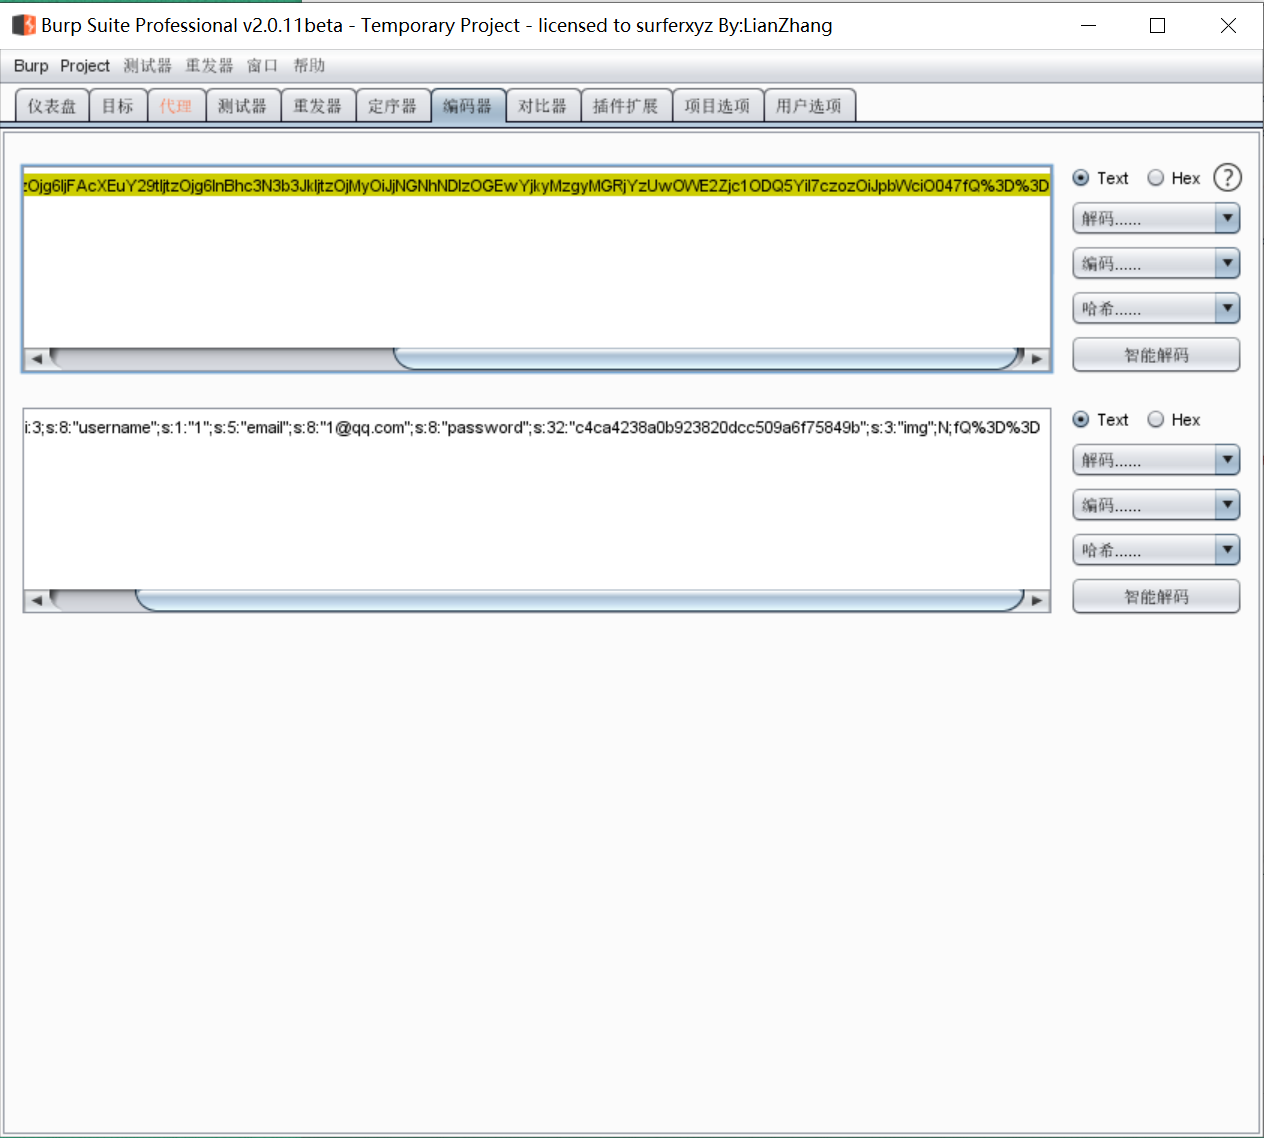 Burp Suite Professional v2.0.11beta - Temporary Project - licensed to surferxyz By:LianZhang
Burp Project 测试器 重发器 窗口 帮助
仪表盘 目标 代理 测试器 重发器 定序器 编码器 对比器 插件扩展 项目选项 用户选项
zOjg6IjFAcXEuY29tIjtzOjg6InBhc3N3b3JkIjtzOjMyOiJjNGNhNDIzOGEwYjkyMzgyMGRjYzUwOWE2Zjc1ODQ5YiI7czozOiJpbWciO047fQ%3D%3D
Text Hex ?
解码......
编码......
哈希......
智能解码
i:3;s:8:"username";s:1:"1";s:5:"email";s:8:"1@qq.com";s:8:"password";s:32:"c4ca4238a0b923820dcc509a6f75849b";s:3:"img";N;fQ%3D%3D
Text Hex
解码......
编码......
哈希......
智能解码